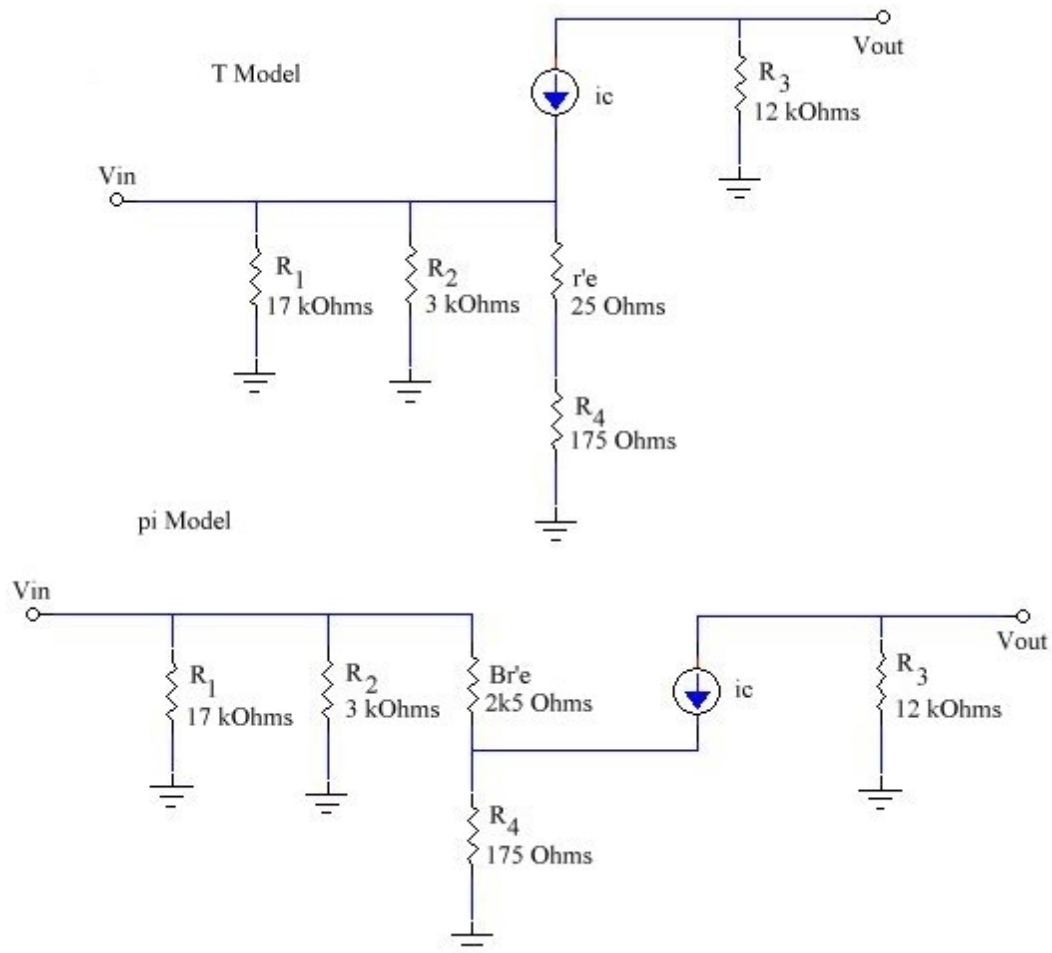 T Model
Vout
ic
R3
12 kOhms
Vin
R1
17 kOhms
R2
3 kOhms
r'e
25 Ohms
R4
175 Ohms
pi Model
Vin
R1
17 kOhms
R2
3 kOhms
Br'e
2k5 Ohms
ic
R3
12 kOhms
Vout
R4
175 Ohms